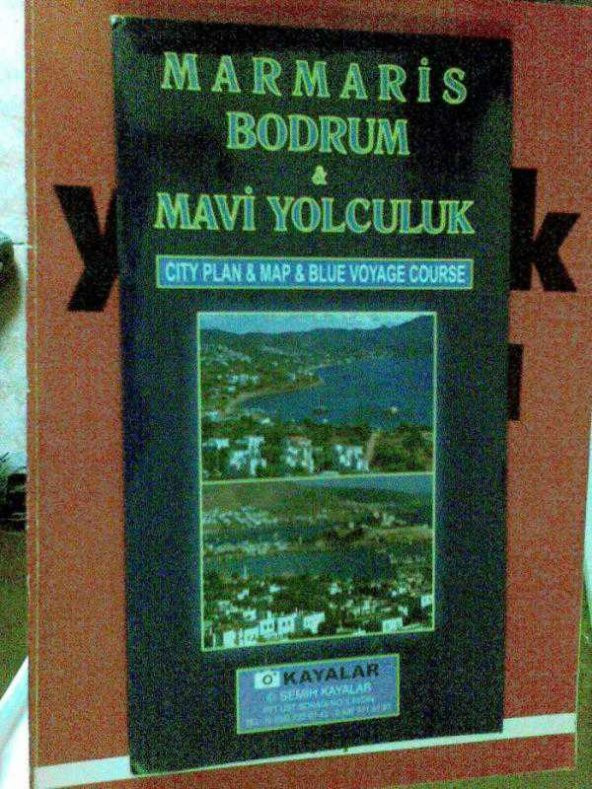 MARMARİS
BODRUM
&
MAVİ YOLCULUK
CITY PLAN & MAP & BLUE VOYAGE COURSE
KAYALAR
© SEMİH KAYALAR